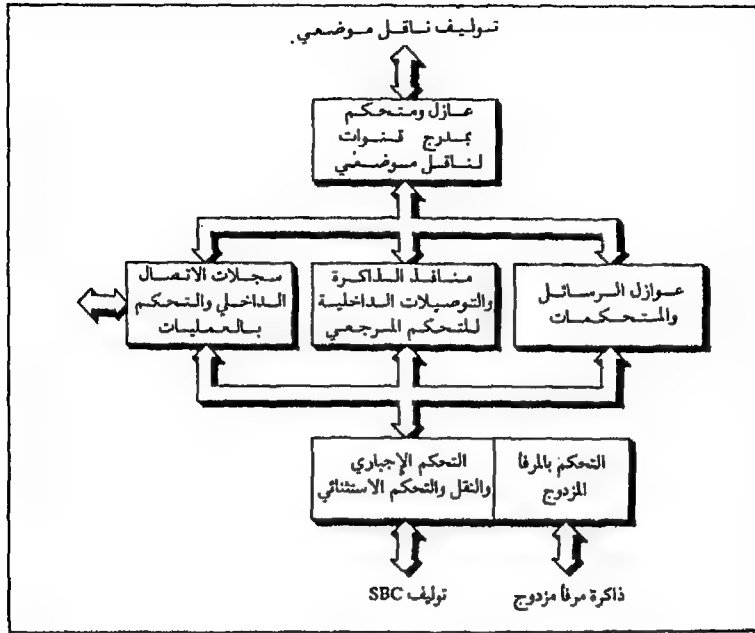 توليف ناقل موضعي.
عازل ومتحكم
بمدرج قنوات
لناقل موضعي
عوازل الرسائل
والمتحكمات
منافذ الذاكرة
والتوصيلات الداخلية
للتحكم المرجعي
سجلات الاتصال
الداخلي والتحكم
بالعمليات
التحكم بالمرفأ
المزدوج
التحكم الإجباري
والنقل والتحكم الاستثنائي
ذاكرة مرفأ مزدوج
توليف SBC